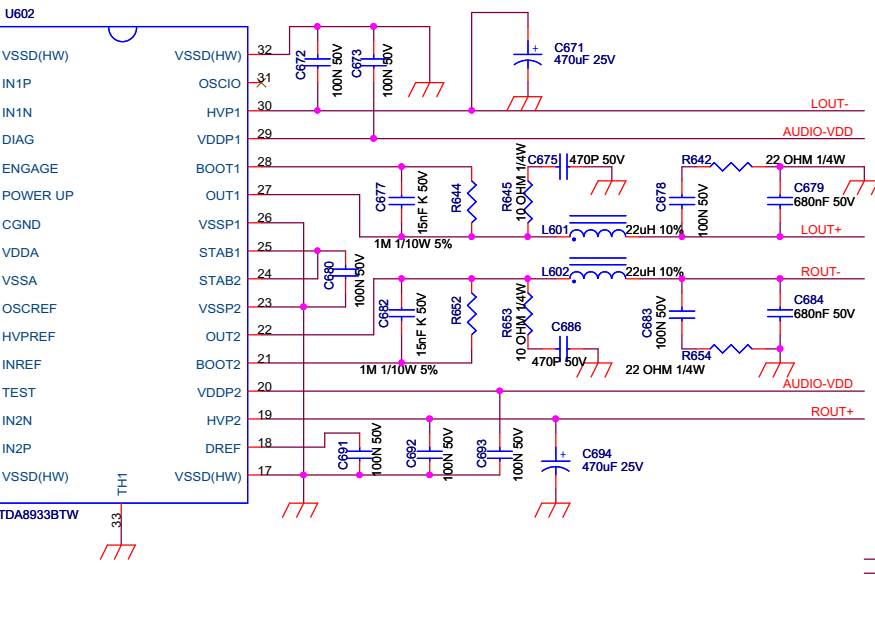 U602
VSSD(HW) VSSD(HW) 32
IN1P OSCIO 31
IN1N HVP1 30
DIAG VDDP1 29
ENGAGE BOOT1 28
POWER UP OUT1 27
CGND VSSP1 26
VDDA STAB1 25
VSSA STAB2 24
OSCREF VSSP2 23
HVPREF OUT2 22
INREF BOOT2 21
TEST VDDP2 20
IN2N HVP2 19
IN2P DREF 18
VSSD(HW) VSSD(HW) 17
TH1
33
TDA8933BTW
C672
100N 50V
C673
100N 50V
+
C671
470uF 25V
LOUT-
AUDIO-VDD
C677
15nF K 50V
R644
1M 1/10W 5%
R645
10 OHM 1/4W
C675
470P 50V
L601
22uH 10%
C678
100N 50V
R642
22 OHM 1/4W
C679
680nF 50V
LOUT+
C680
100N 50V
L602
22uH 10%
ROUT-
C682
15nF K 50V
R652
1M 1/10W 5%
R653
10 OHM 1/4W
C686
470P 50V
C683
100N 50V
R654
22 OHM 1/4W
C684
680nF 50V
AUDIO-VDD
ROUT+
C691
100N 50V
C692
100N 50V
C693
100N 50V
+
C694
470uF 25V